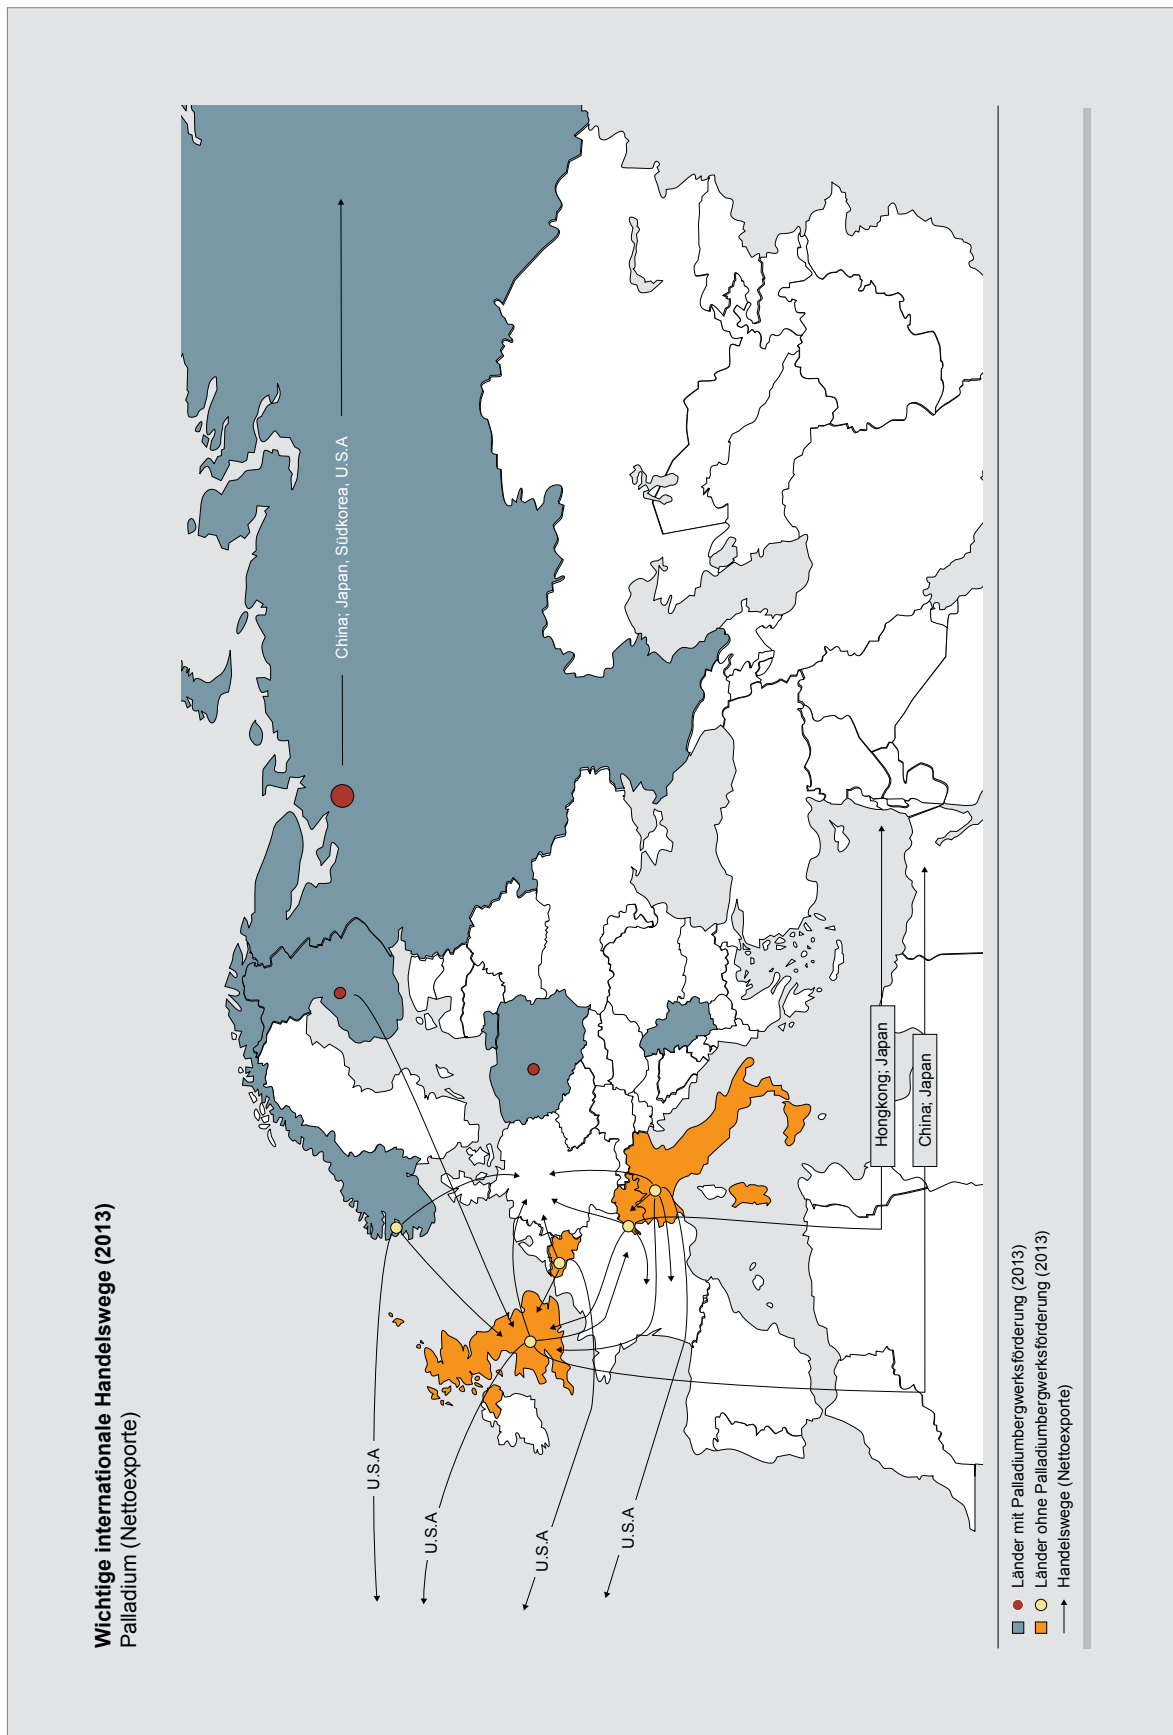 Wichtige internationale Handelswege (2013)
Palladium (Nettoexporte)
U.S.A
U.S.A
U.S.A
U.S.A
China; Japan, Südkorea, U.S.A
Hongkong; Japan
China; Japan
Länder mit Palladiumbergwerksförderung (2013)
Länder ohne Palladiumbergwerksförderung (2013)
Handelswege (Nettoexporte)